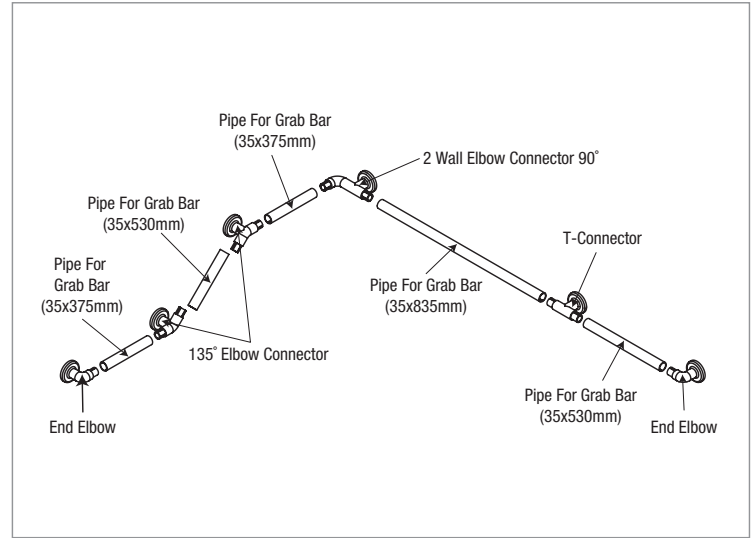 Pipe For Grab Bar
(35x375mm)
2 Wall Elbow Connector 90˚
Pipe For Grab Bar
(35x530mm)
T-Connector
Pipe For
Grab Bar
(35x375mm)
Pipe For Grab Bar
(35x835mm)
135˚ Elbow Connector
Pipe For Grab Bar
(35x530mm)
End Elbow
End Elbow